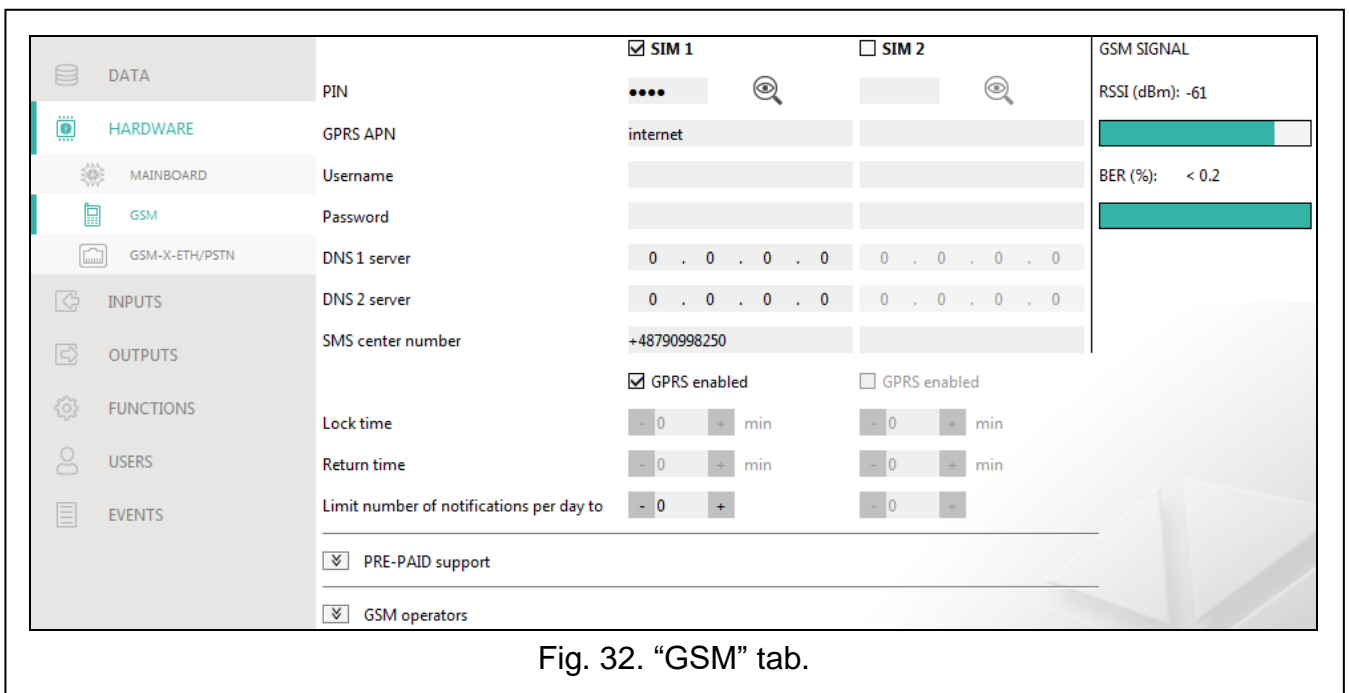 DATA
HARDWARE
MAINBOARD
GSM
GSM-X-ETH/PSTN
INPUTS
OUTPUTS
FUNCTIONS
USERS
EVENTS
SIM 1 SIM 2
PIN ••••
GPRS APN internet
Username
Password
DNS 1 server 0 . 0 . 0 . 0 0 . 0 . 0 . 0
DNS 2 server 0 . 0 . 0 . 0 0 . 0 . 0 . 0
SMS center number +48790998250
GPRS enabled GPRS enabled
Lock time - 0 + min - 0 + min
Return time - 0 + min - 0 + min
Limit number of notifications per day to - 0 + - 0 +
PRE-PAID support
GSM operators
GSM SIGNAL
RSSI (dBm): -61
BER (%): < 0.2
Fig. 32. “GSM” tab.